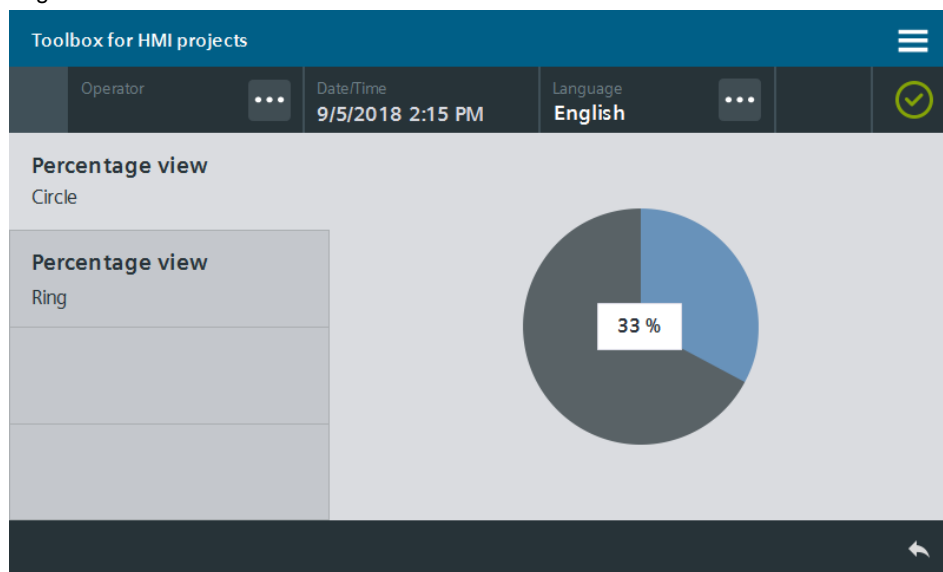 Toolbox for HMI projects
Operator
Date/Time
9/5/2018 2:15 PM
Language
English
Percentage view
Circle
Percentage view
Ring
33 %